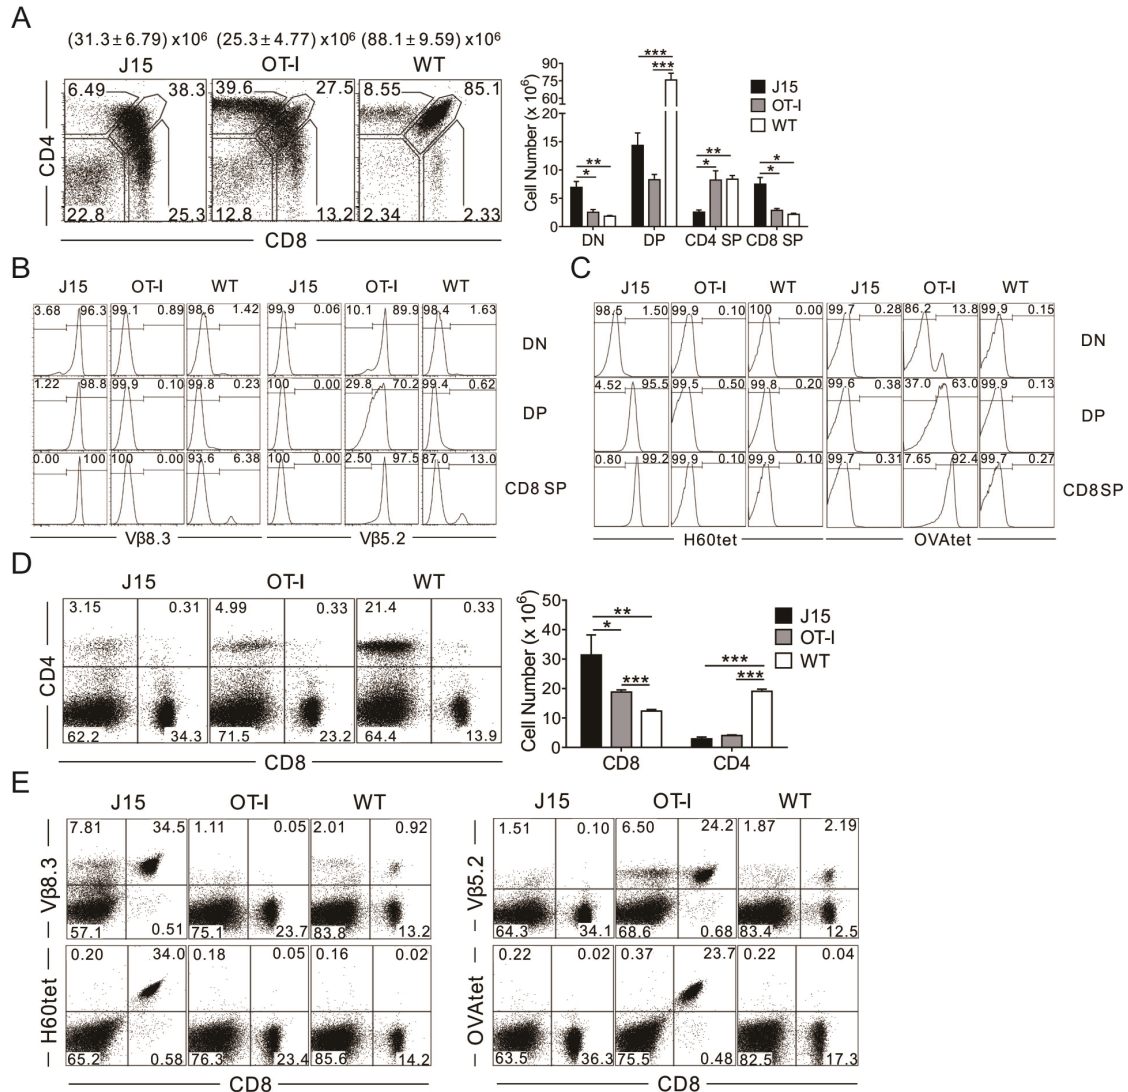 A
(31.3±6.79) x10⁶ (25.3±4.77) x10⁶ (88.1±9.59) x10⁶
J15 OT-I WT
6.49 38.3 39.6 27.5 8.55 85.1
CD4
22.8 25.3 12.8 13.2 2.34 2.33
CD8
*** ***
90
75
60
20
15
10
5
0
Cell Number (x 10⁶)
J15
OT-I
WT
** * ** * * *
DN DP CD4 SP CD8 SP
B
J15 OT-I WT J15 OT-I WT
3.68 96.3 99.1 0.89 98.6 1.42 99.9 0.06 10.1 89.9 98.4 1.63
DN
1.22 98.8 99.9 0.10 99.8 0.23 100 0.00 29.8 70.2 99.4 0.62
DP
0.00 100 100 0.00 93.6 6.38 100 0.00 2.50 97.5 87.0 13.0
CD8 SP
Vβ8.3 Vβ5.2
C
J15 OT-I WT J15 OT-I WT
98.5 1.50 99.9 0.10 100 0.00 99.7 0.28 86.2 13.8 99.9 0.15
DN
4.52 95.5 99.5 0.50 99.8 0.20 99.6 0.38 37.0 63.0 99.9 0.13
DP
0.80 99.2 99.9 0.10 99.9 0.10 99.7 0.31 7.65 92.4 99.7 0.27
CD8SP
H60tet OVAtet
D
J15 OT-I WT
3.15 0.31 4.99 0.33 21.4 0.33
CD4
62.2 34.3 71.5 23.2 64.4 13.9
CD8
50
40
30
20
10
0
Cell Number (x 10⁶)
J15
OT-I
WT
** * *** *** ***
CD8 CD4
E
J15 OT-I WT
7.81 34.5 1.11 0.05 2.01 0.92
Vβ8.3
57.1 0.51 75.1 23.7 83.8 13.2
0.20 34.0 0.18 0.05 0.16 0.02
H60tet
65.2 0.58 76.3 23.4 85.6 14.2
CD8
J15 OT-I WT
1.51 0.10 6.50 24.2 1.87 2.19
Vβ5.2
64.3 34.1 68.6 0.68 83.4 12.5
0.22 0.02 0.37 23.7 0.22 0.04
OVAtet
63.5 36.3 75.5 0.48 82.5 17.3
CD8